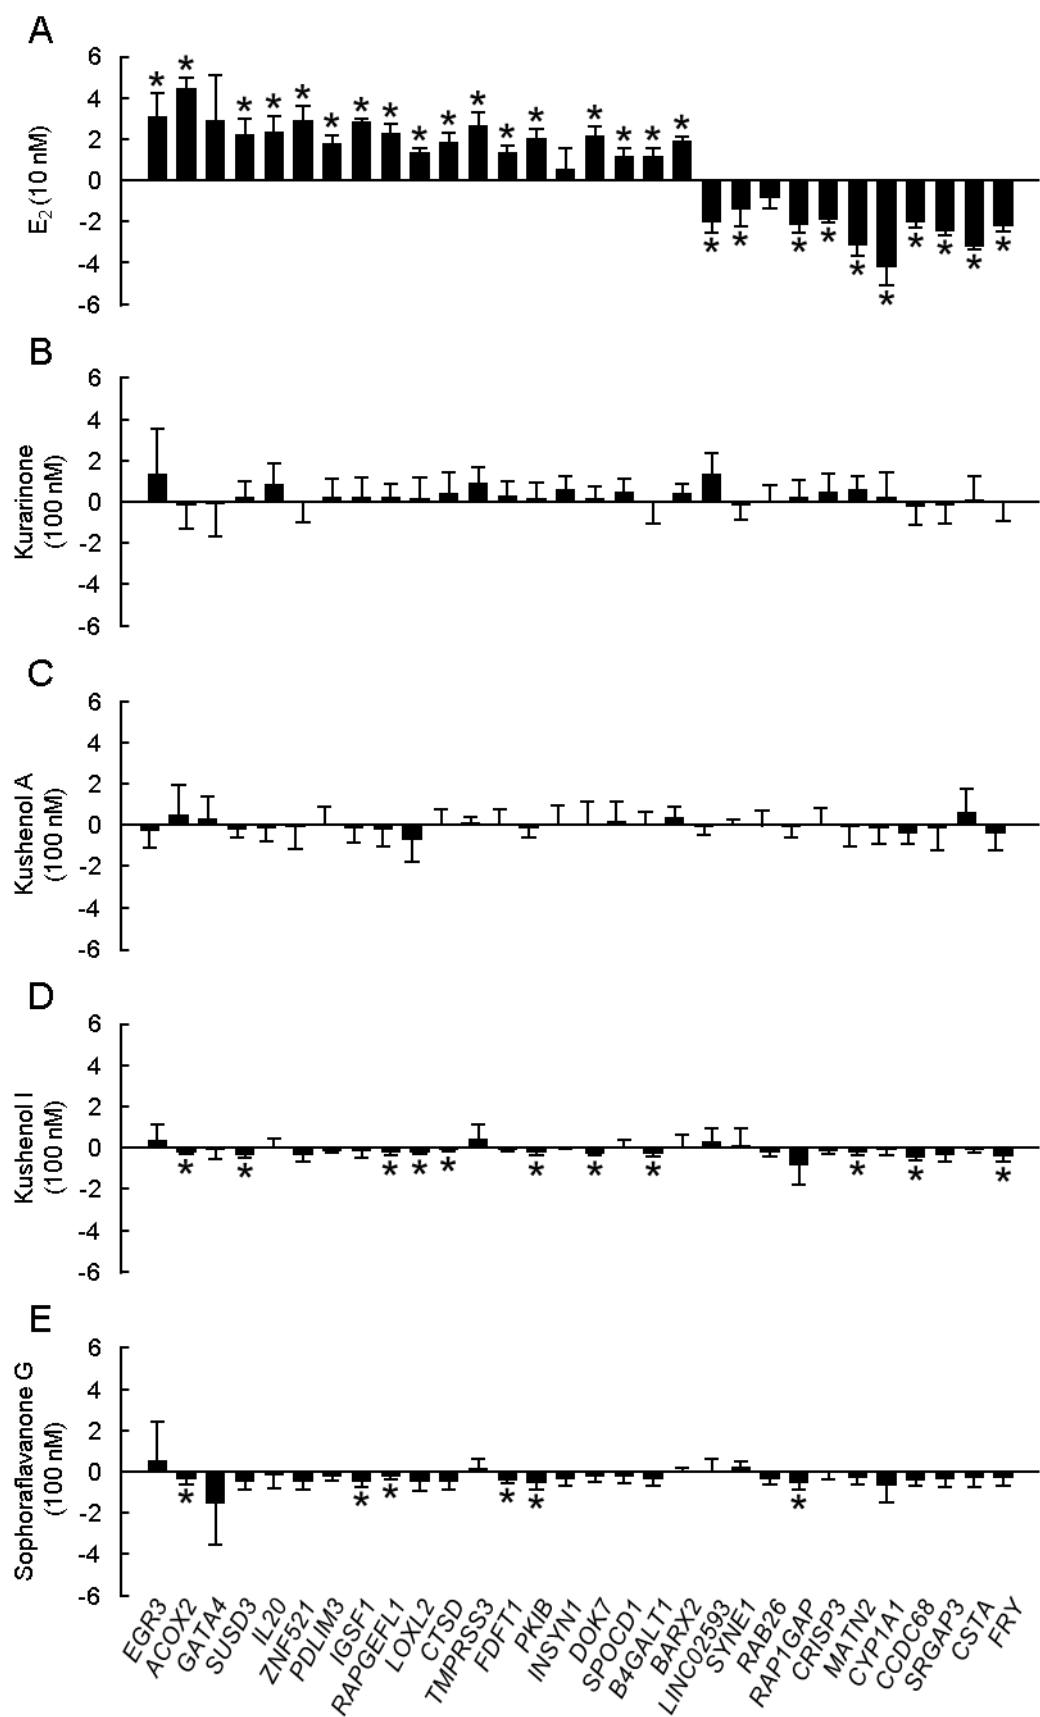 A
6
4
2
0
-2
-4
-6
E2 (10 nM)
* * * * * * * * * * * * * * * * *
* * * * * * * * * *
B
6
4
2
0
-2
-4
-6
Kurarinone
(100 nM)
C
6
4
2
0
-2
-4
-6
Kushenol A
(100 nM)
D
6
4
2
0
-2
-4
-6
Kushenol I
(100 nM)
* * * * * * * * * * *
E
6
4
2
0
-2
-4
-6
Sophoraflavanone G
(100 nM)
* * * * * *
EGR3
ACOX2
GATA4
SUSD3
IL20
ZNF521
PDLIM3
IGSF1
RAPGEFL1
LOXL2
CTSD
TMPRSS3
FDFT1
PKIB
INSYN1
DOK7
SPOCD1
B4GALT1
BARX2
LINC02593
SYNE1
RAB26
RAP1GAP
CRISP3
MATN2
CYP1A1
CCDC68
SRGAP3
CSTA
FRY